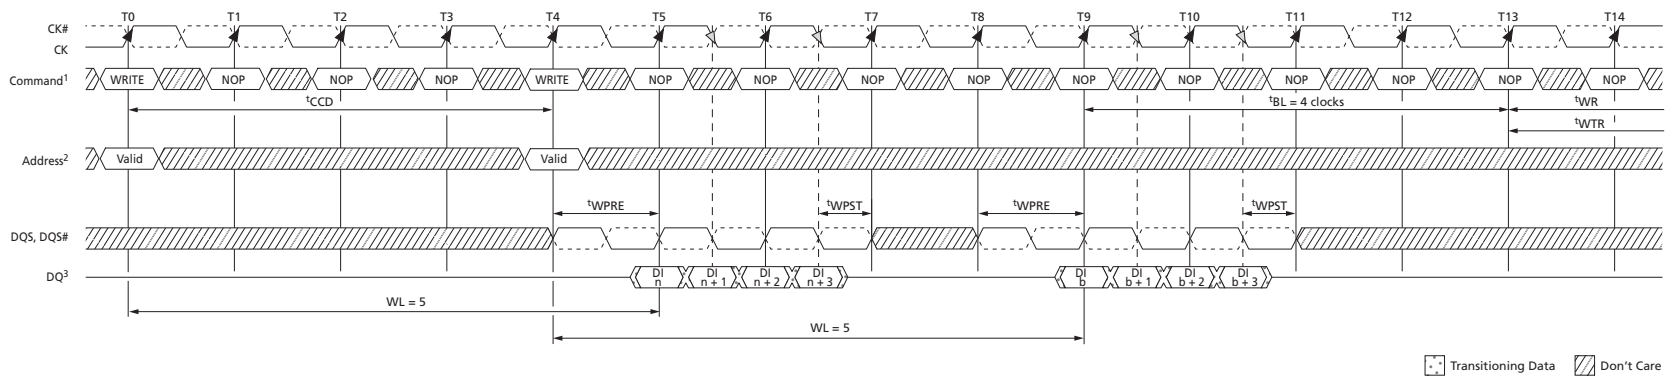 T0 T1 T2 T3 T4 T5 T6 T7 T8 T9 T10 T11 T12 T13 T14
CK#
CK
Command1 WRITE NOP NOP NOP WRITE NOP NOP NOP NOP NOP NOP NOP NOP NOP NOP
tCCD tBL = 4 clocks tWR
tWTR
Address2 Valid Valid
tWPRE tWPST tWPRE tWPST
DQS, DQS#
DQ3 DI n DI n + 1 DI n + 2 DI n + 3 DI b DI b + 1 DI b + 2 DI b + 3
WL = 5
WL = 5
Transitioning Data Don't Care